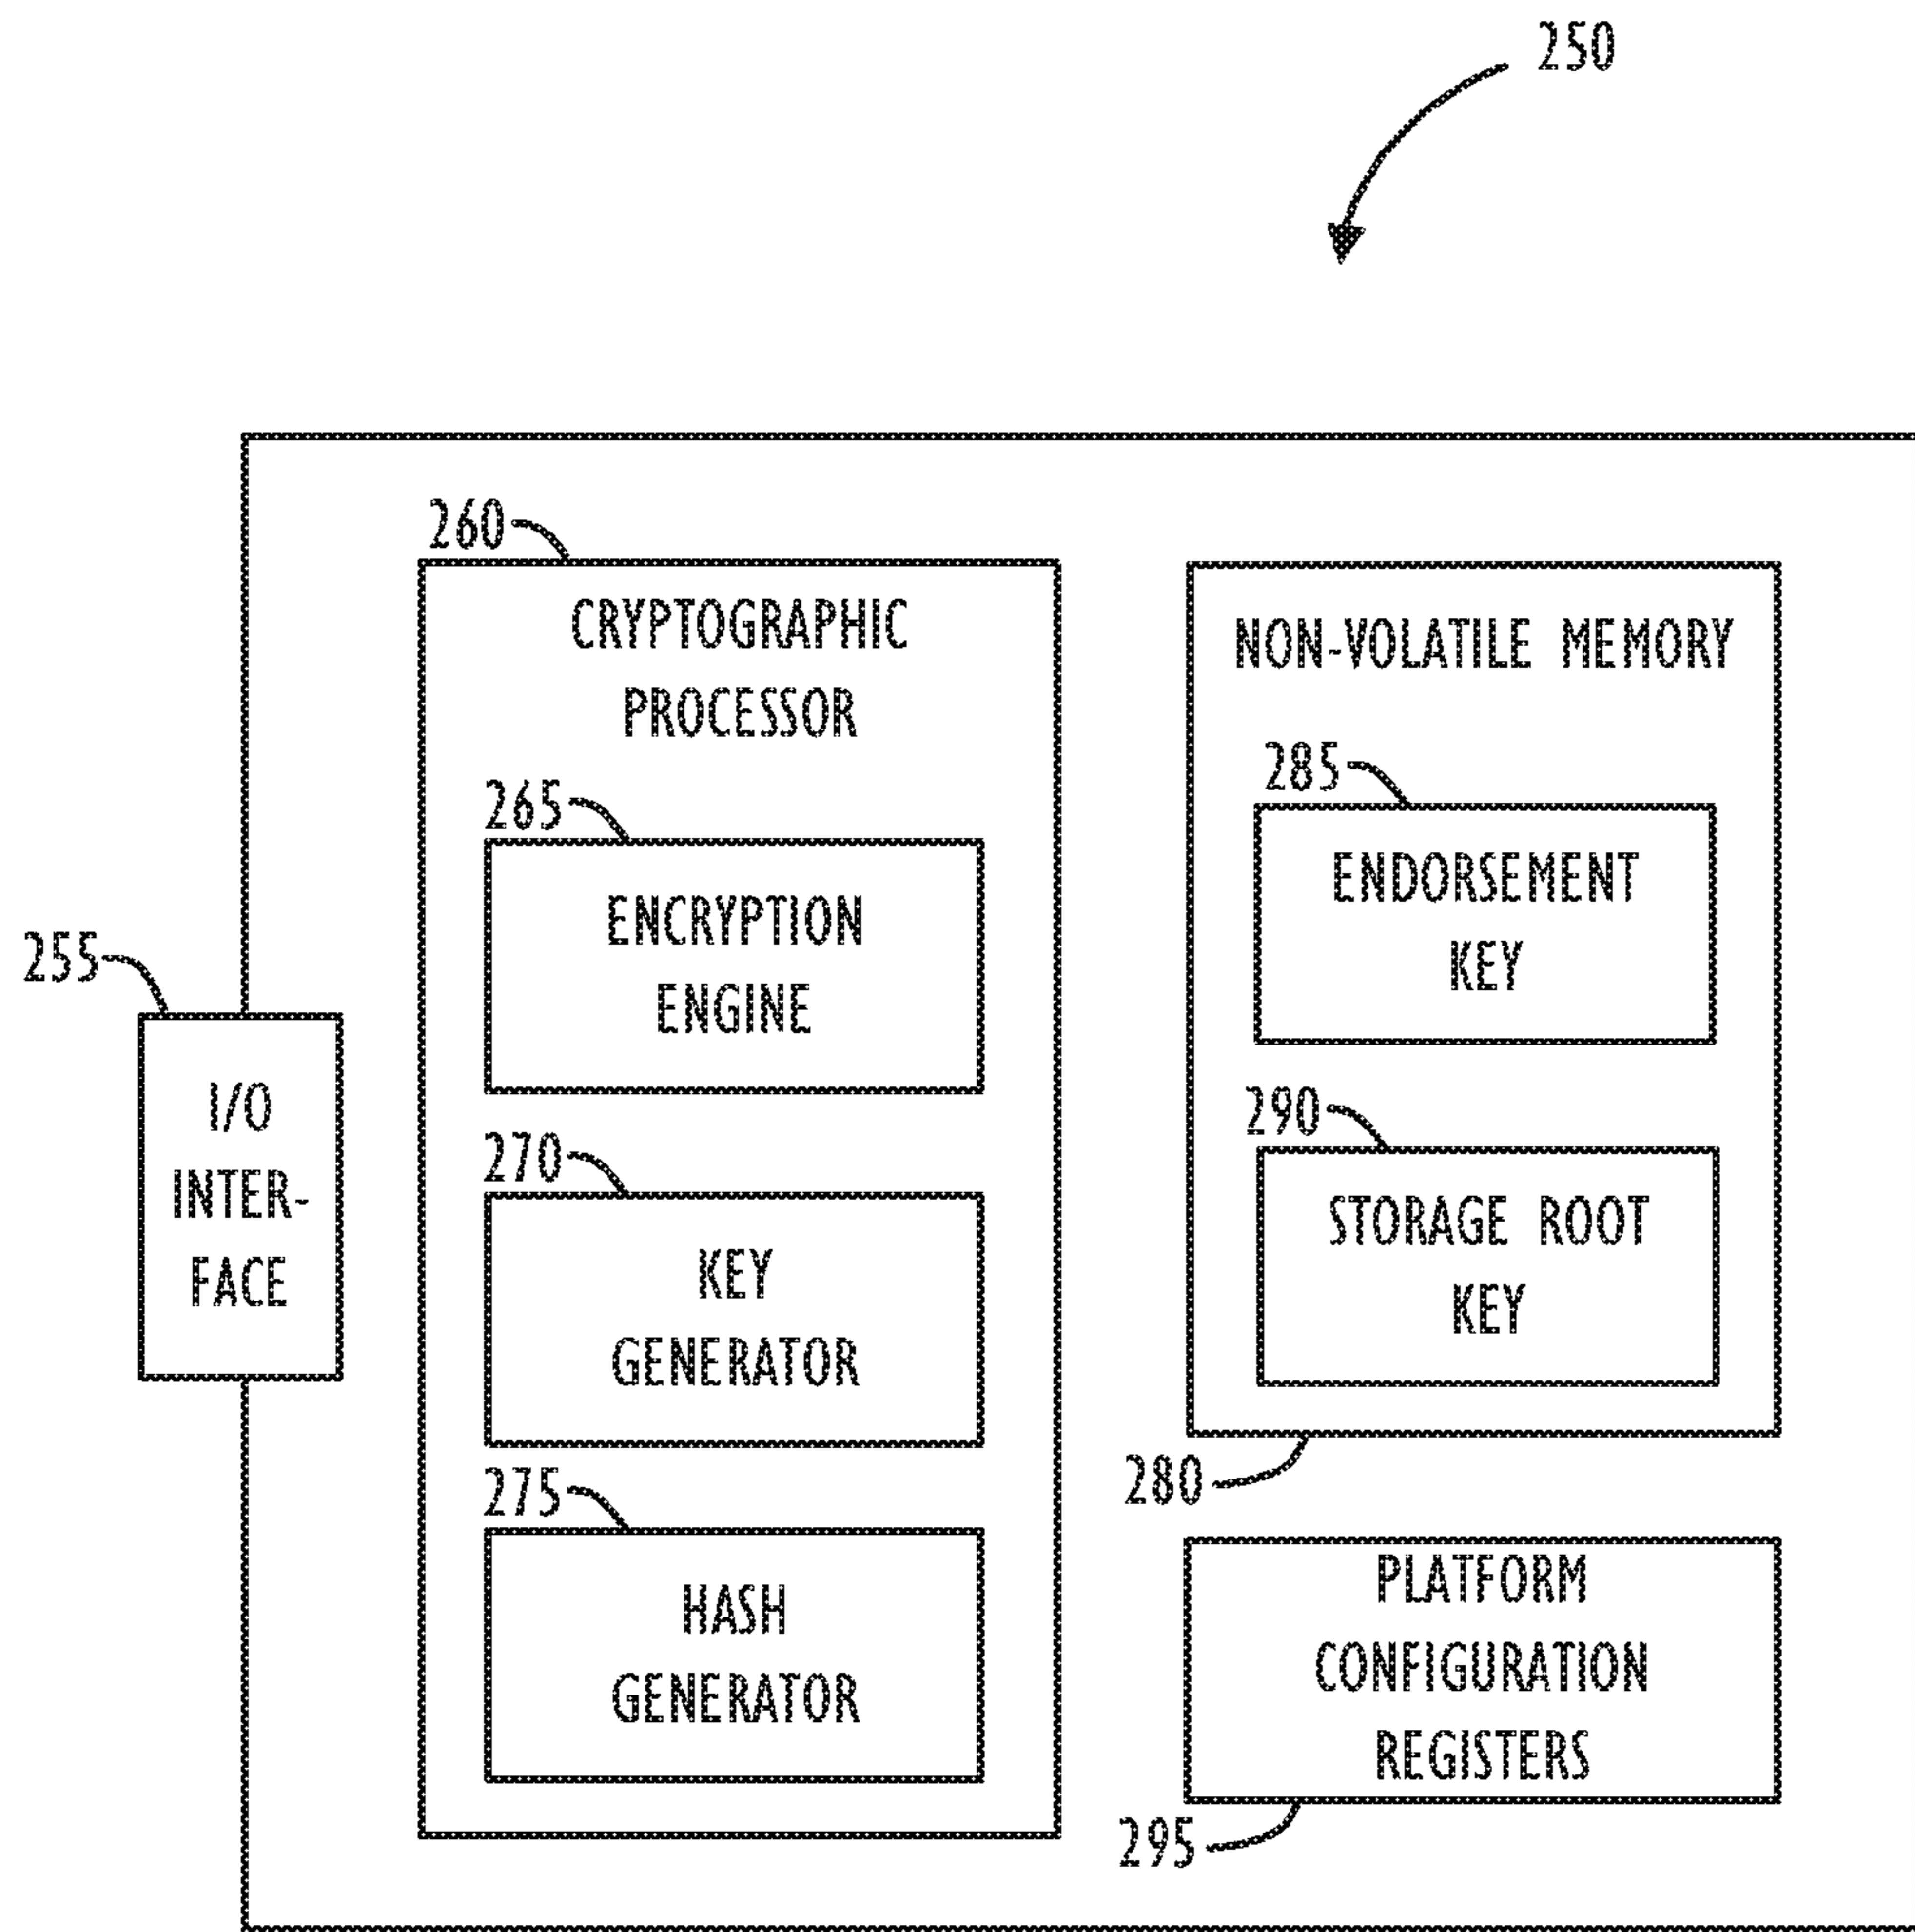 250
260
CRYPTOGRAPHIC
PROCESSOR
265
ENCRYPTION
ENGINE
270
KEY
GENERATOR
275
HASH
GENERATOR
255
I/O
INTER-
FACE
NON-VOLATILE MEMORY
285
ENDORSEMENT
KEY
290
STORAGE ROOT
KEY
280
PLATFORM
CONFIGURATION
REGISTERS
295